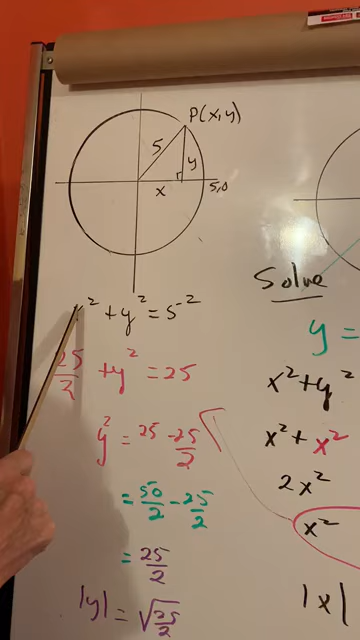 P(x,y)
5
y
x
5,0
x² + y² = 5²
25/2 + y² = 25
y² = 25 - 25/2
= 50/2 - 25/2
= 25/2
|y| = √25/2
Solve
y =
x² + y²
x² + x²
2x²
x²
|x|